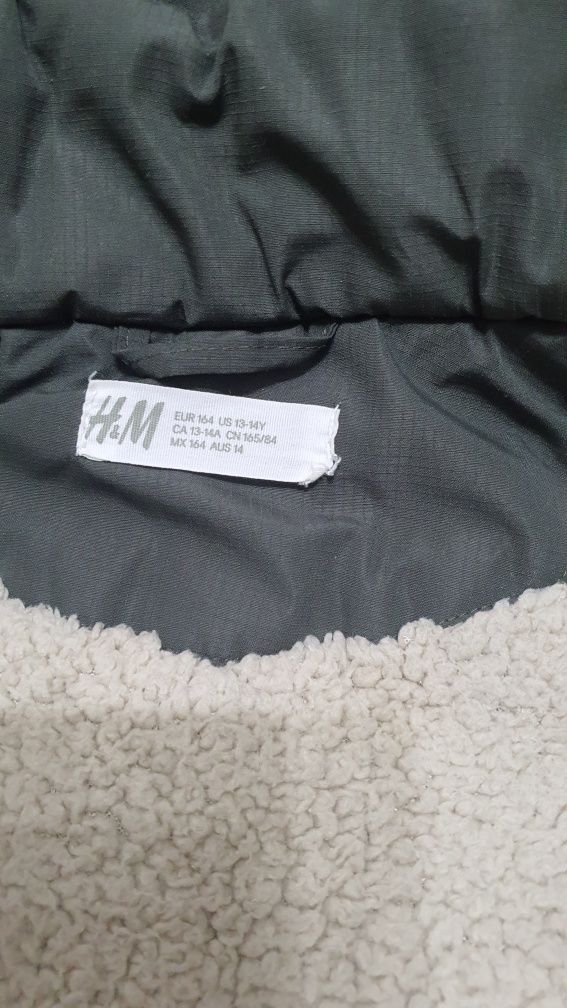 H&M
EUR 164 US 13-14Y
CA 13-14A CN 165/84
MX 164 AUS 14